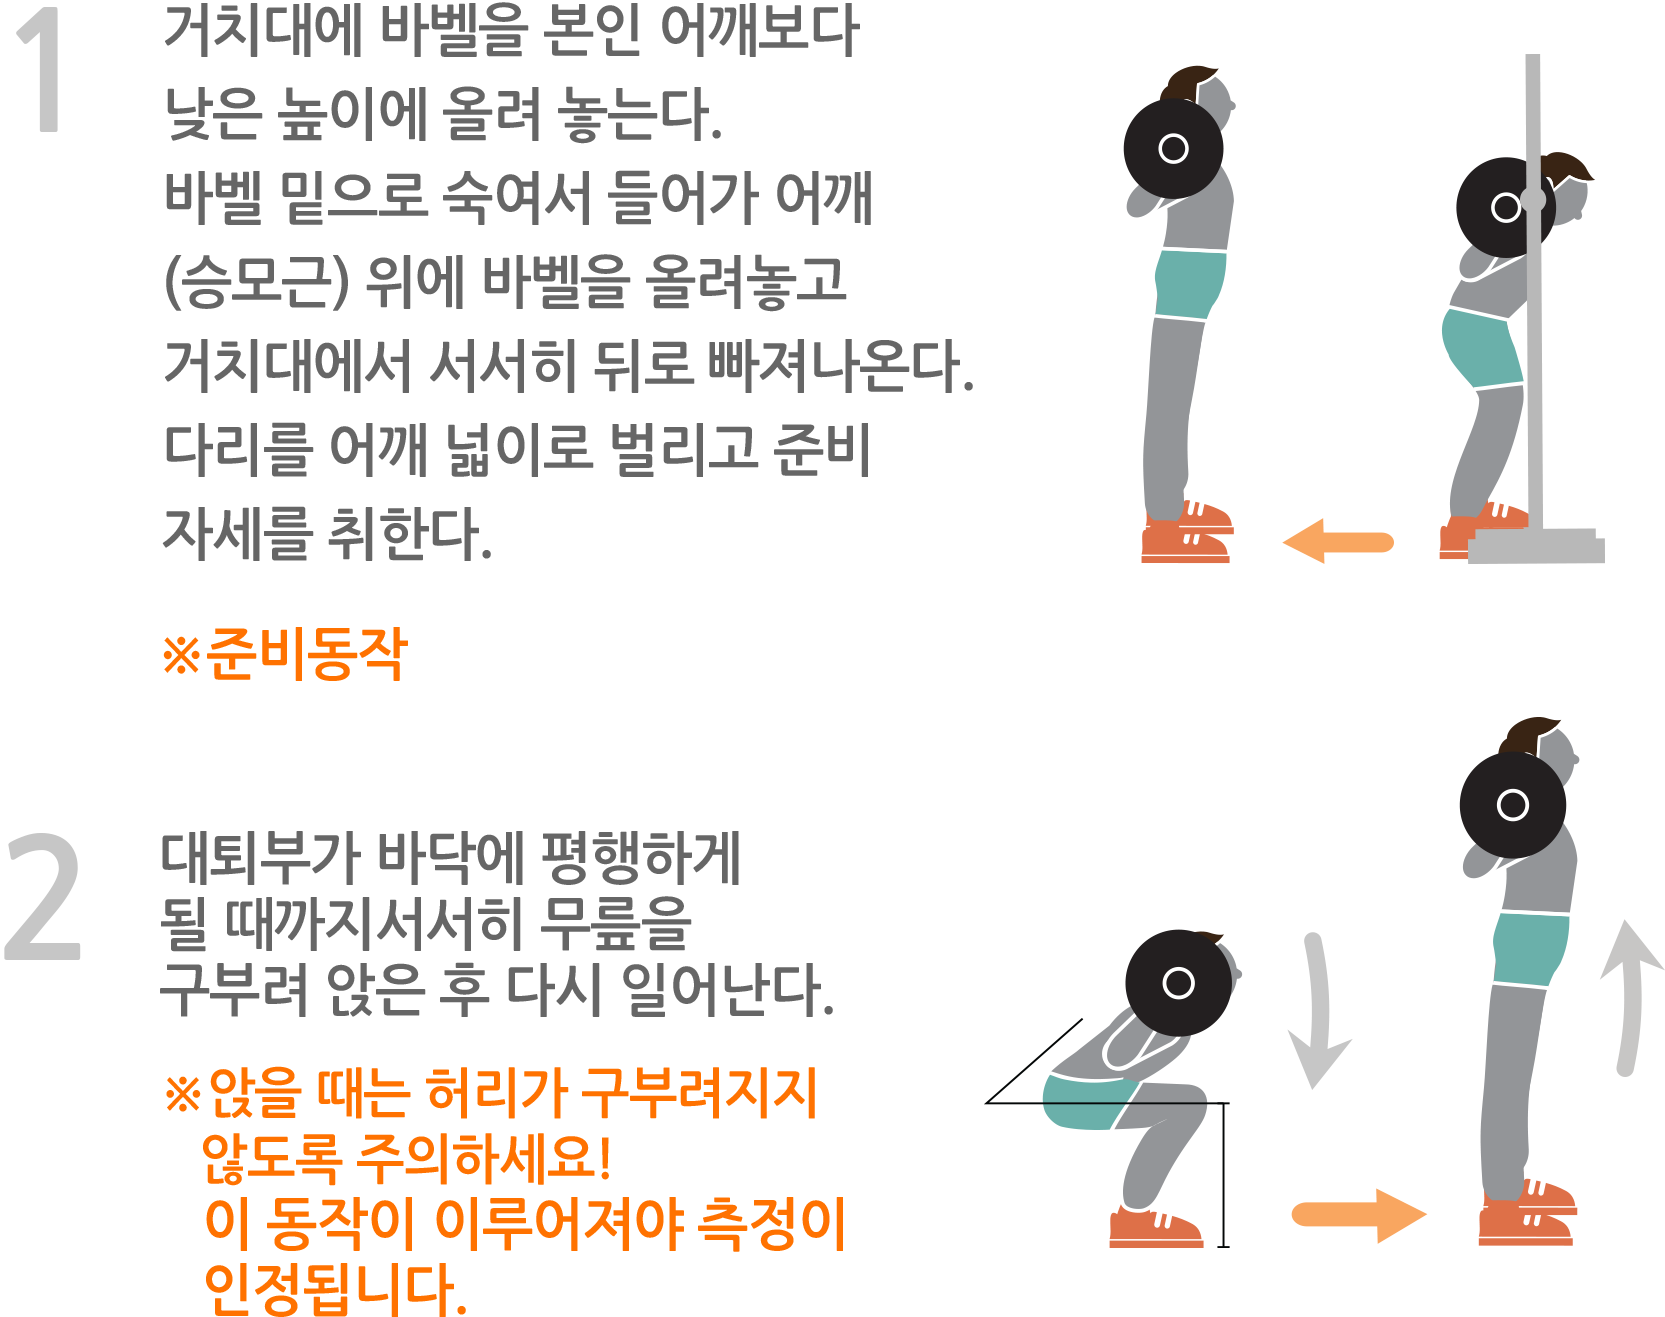 1
거치대에 바벨을 본인 어깨보다
낮은 높이에 올려 놓는다.
바벨 밑으로 숙여서 들어가 어깨
(승모근) 위에 바벨을 올려놓고
거치대에서 서서히 뒤로 빠져나온다.
다리를 어깨 넓이로 벌리고 준비
자세를 취한다.
※준비동작
2
대퇴부가 바닥에 평행하게
될 때까지서서히 무릎을
구부려 앉은 후 다시 일어난다.
※앉을 때는 허리가 구부려지지
않도록 주의하세요!
이 동작이 이루어져야 측정이
인정됩니다.